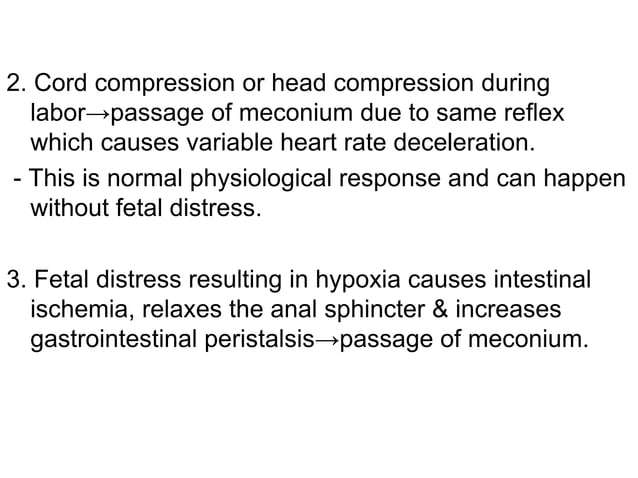 2. Cord compression or head compression during
labor→passage of meconium due to same reflex
which causes variable heart rate deceleration.
- This is normal physiological response and can happen
without fetal distress.
3. Fetal distress resulting in hypoxia causes intestinal
ischemia, relaxes the anal sphincter & increases
gastrointestinal peristalsis→passage of meconium.